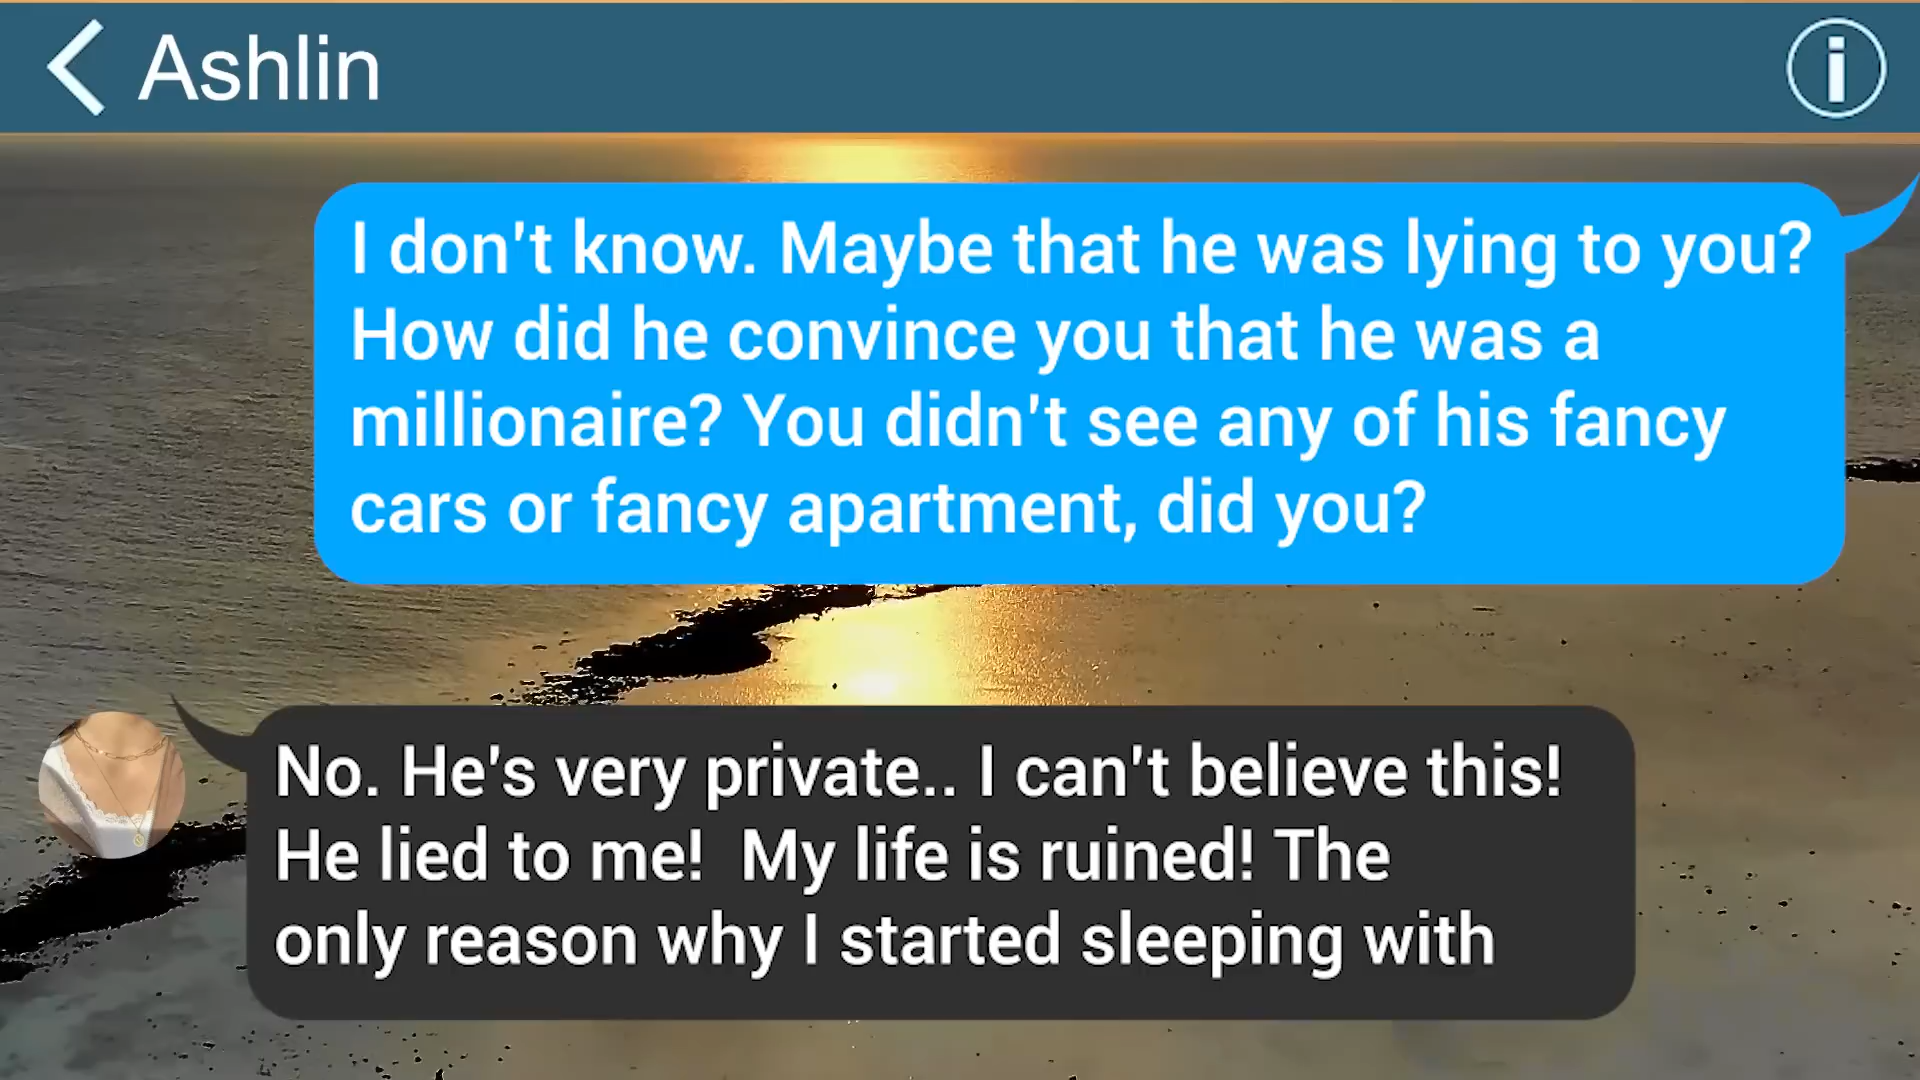 Ashlin
I don't know. Maybe that he was lying to you?
How did he convince you that he was a
millionaire? You didn't see any of his fancy
cars or fancy apartment, did you?
No. He's very private.. I can't believe this!
He lied to me!  My life is ruined! The
only reason why I started sleeping with